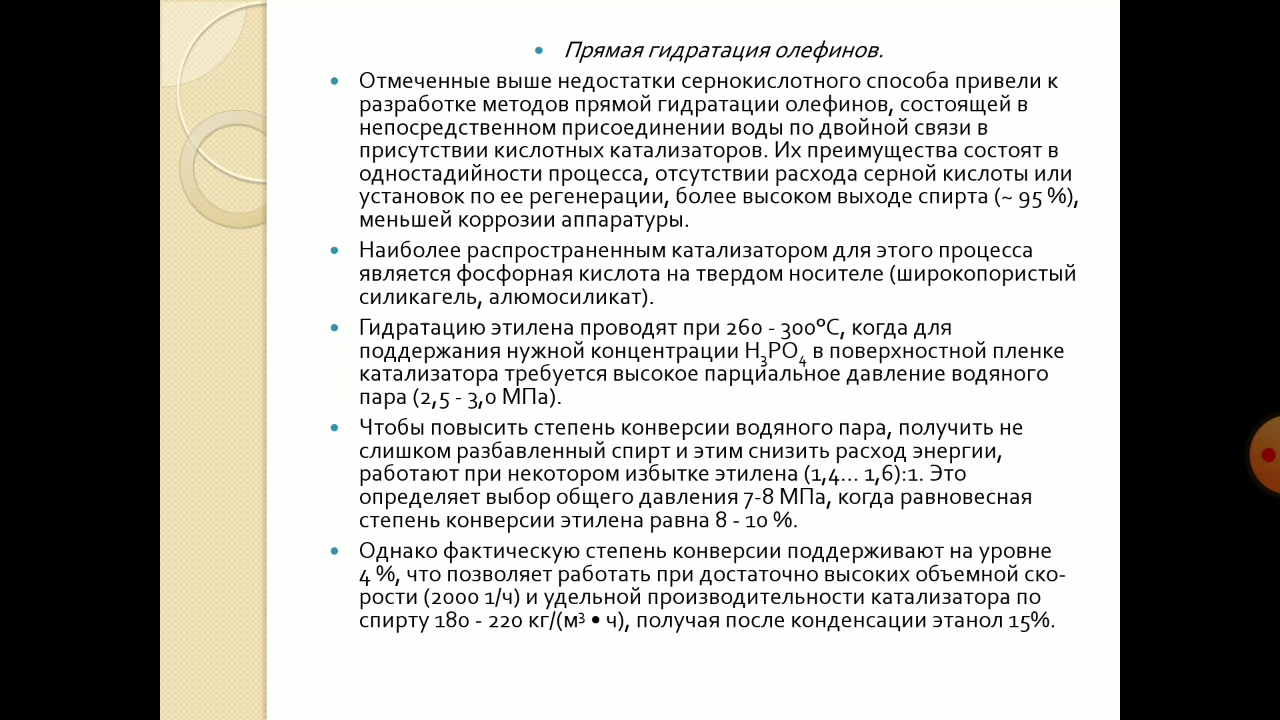 • Прямая гидратация олефинов.
• Отмеченные выше недостатки сернокислотного способа привели к
разработке методов прямой гидратации олефинов, состоящей в
непосредственном присоединении воды по двойной связи в
присутствии кислотных катализаторов. Их преимущества состоят в
одностадийности процесса, отсутствии расхода серной кислоты или
установок по ее регенерации, более высоком выходе спирта (~ 95 %),
меньшей коррозии аппаратуры.
• Наиболее распространенным катализатором для этого процесса
является фосфорная кислота на твердом носителе (широкопористый
силикагель, алюмосиликат).
• Гидратацию этилена проводят при 260 - 300°С, когда для
поддержания нужной концентрации H₃PO₄ в поверхностной пленке
катализатора требуется высокое парциальное давление водяного
пара (2,5 - 3,0 МПа).
• Чтобы повысить степень конверсии водяного пара, получить не
слишком разбавленный спирт и этим снизить расход энергии,
работают при некотором избытке этилена (1,4... 1,6):1. Это
определяет выбор общего давления 7-8 МПа, когда равновесная
степень конверсии этилена равна 8 - 10 %.
• Однако фактическую степень конверсии поддерживают на уровне
4 %, что позволяет работать при достаточно высоких объемной ско-
рости (2000 1/ч) и удельной производительности катализатора по
спирту 180 - 220 кг/(м³ • ч), получая после конденсации этанол 15%.